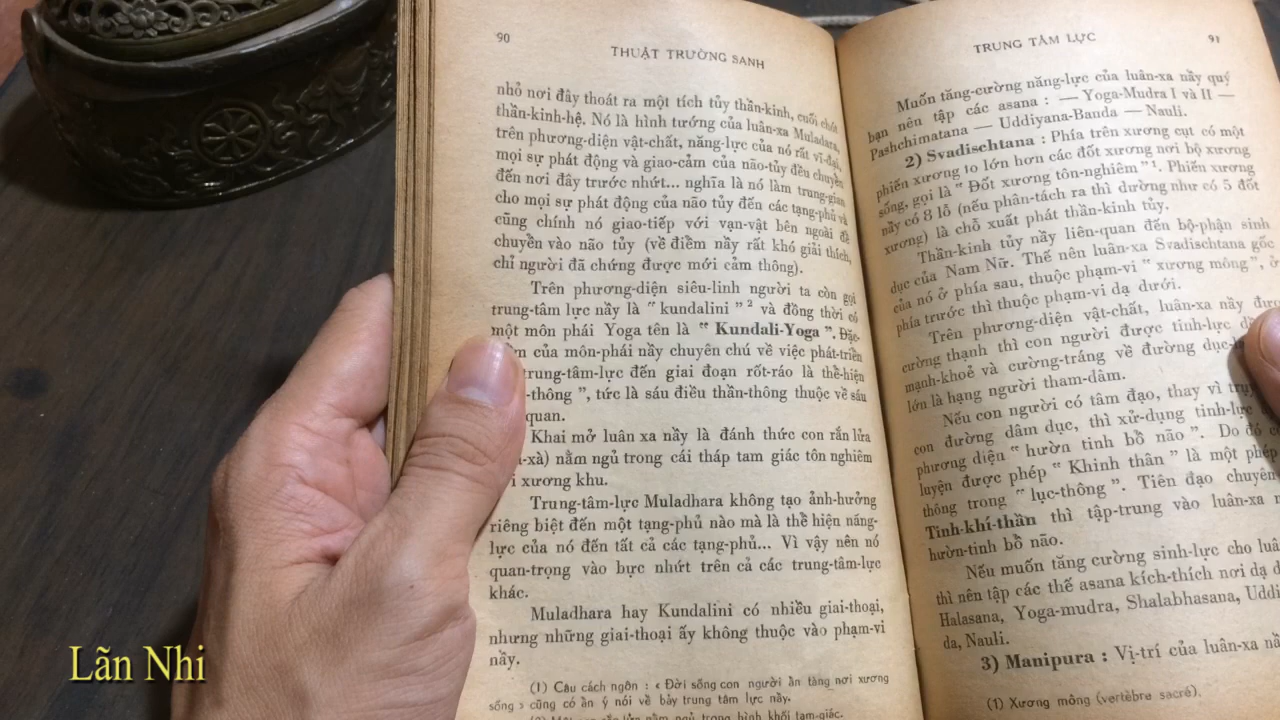 90
THUẬT TRƯỜNG SANH
nhỏ nơi đây thoát ra một tích tủy thần-kinh, cuối chót
thần-kinh-hệ. Nó là hình tướng của luân-xa Muladara,
trên phương-diện vật-chất, năng-lực của nó rất vĩ-đại,
mọi sự phát động và giao-cảm của não-tủy đều chuyền
đến nơi đây trước nhứt... nghĩa là nó làm trung-gian
cho mọi sự phát động của não tủy đến các tạng-phủ và
cũng chính nó giao-tiếp với vạn-vật bên ngoài để
chuyền vào não tủy (về điểm nầy rất khó giải thích,
chỉ người đã chứng được mới cảm thông).
Trên phương-diện siêu-linh người ta còn gọi
trung-tâm lực nầy là " kundalini " 2 và đồng thời có
một môn phái Yoga tên là " Kundali-Yoga ". Đặc-
của môn-phái nầy chuyên chú về việc phát-triển
trung-tâm-lực đến giai đoạn rốt-ráo là thể-hiện
-thông ", tức là sáu điều thần-thông thuộc về sáu
quan.
Khai mở luân xa nầy là đánh thức con rắn lửa
-xà) nằm ngủ trong cái tháp tam giác tôn nghiêm
xương khu.
Trung-tâm-lực Muladhara không tạo ảnh-hưởng
riêng biệt đến một tạng-phủ nào mà là thể hiện năng-
lực của nó đến tất cả các tạng-phủ... Vì vậy nên nó
quan-trọng vào bực nhứt trên cả các trung-tâm-lực
khác.
Muladhara hay Kundalini có nhiều giai-thoại,
nhưng những giai-thoại ấy không thuộc vào phạm-vi
nầy.
(1) Câu cách ngôn : « Đời sống con người ẩn tàng nơi xương
sống » cũng có ẩn ý nói về bảy trung tâm lực nầy.
nằm ngủ trong hình khối tam-giác.
TRUNG TÂM LỰC
91
Muốn tăng-cường năng-lực của luân-xa nầy quý
bạn nên tập các asana : — Yoga-Mudra I và II —
Pashchimatana — Uddiyana-Banda — Nauli.
2) Svadischtana : Phía trên xương cụt có một
phiến xương to lớn hơn các đốt xương nơi bộ xương
sống, gọi là " Đốt xương tôn-nghiêm " 1. Phiến xương
nầy có 8 lỗ (nếu phân-tách ra thì dường như có 5 đốt
xương) là chỗ xuất phát thần-kinh tủy.
Thần-kinh tủy nầy liên-quan đến bộ-phận sinh
dục của Nam Nữ. Thế nên luân-xa Svadischtana gốc
của nó ở phía sau, thuộc phạm-vi " xương mông ", ở
phía trước thì thuộc phạm-vi dạ dưới.
Trên phương-diện vật-chất, luân-xa nầy
cường thạnh thì con người được tinh-lực
mạnh-khoẻ và cường-tráng về đường
lớn là hạng người tham-dâm.
Nếu con người có tâm đạo, thay vì
con đường dâm dục, thì xử-dụng tinh-lực
phương diện " hườn tinh bổ não ". Do đó
luyện được phép " Khinh thân " là một phép
thông trong " lục-thông ". Tiên đạo chuyên
Tinh-khí-thần thì tập-trung vào luân-xa
hườn-tinh bổ não.
Nếu muốn tăng cường sinh-lực cho
thì nên tập các thế asana kích-thích nơi dạ
Halasana, Yoga-mudra, Shalabhasana,
da, Nauli.
3) Manipura : Vị-trí của luân-xa
(1) Xương mông (vertèbre sacré).
Lãn Nhi